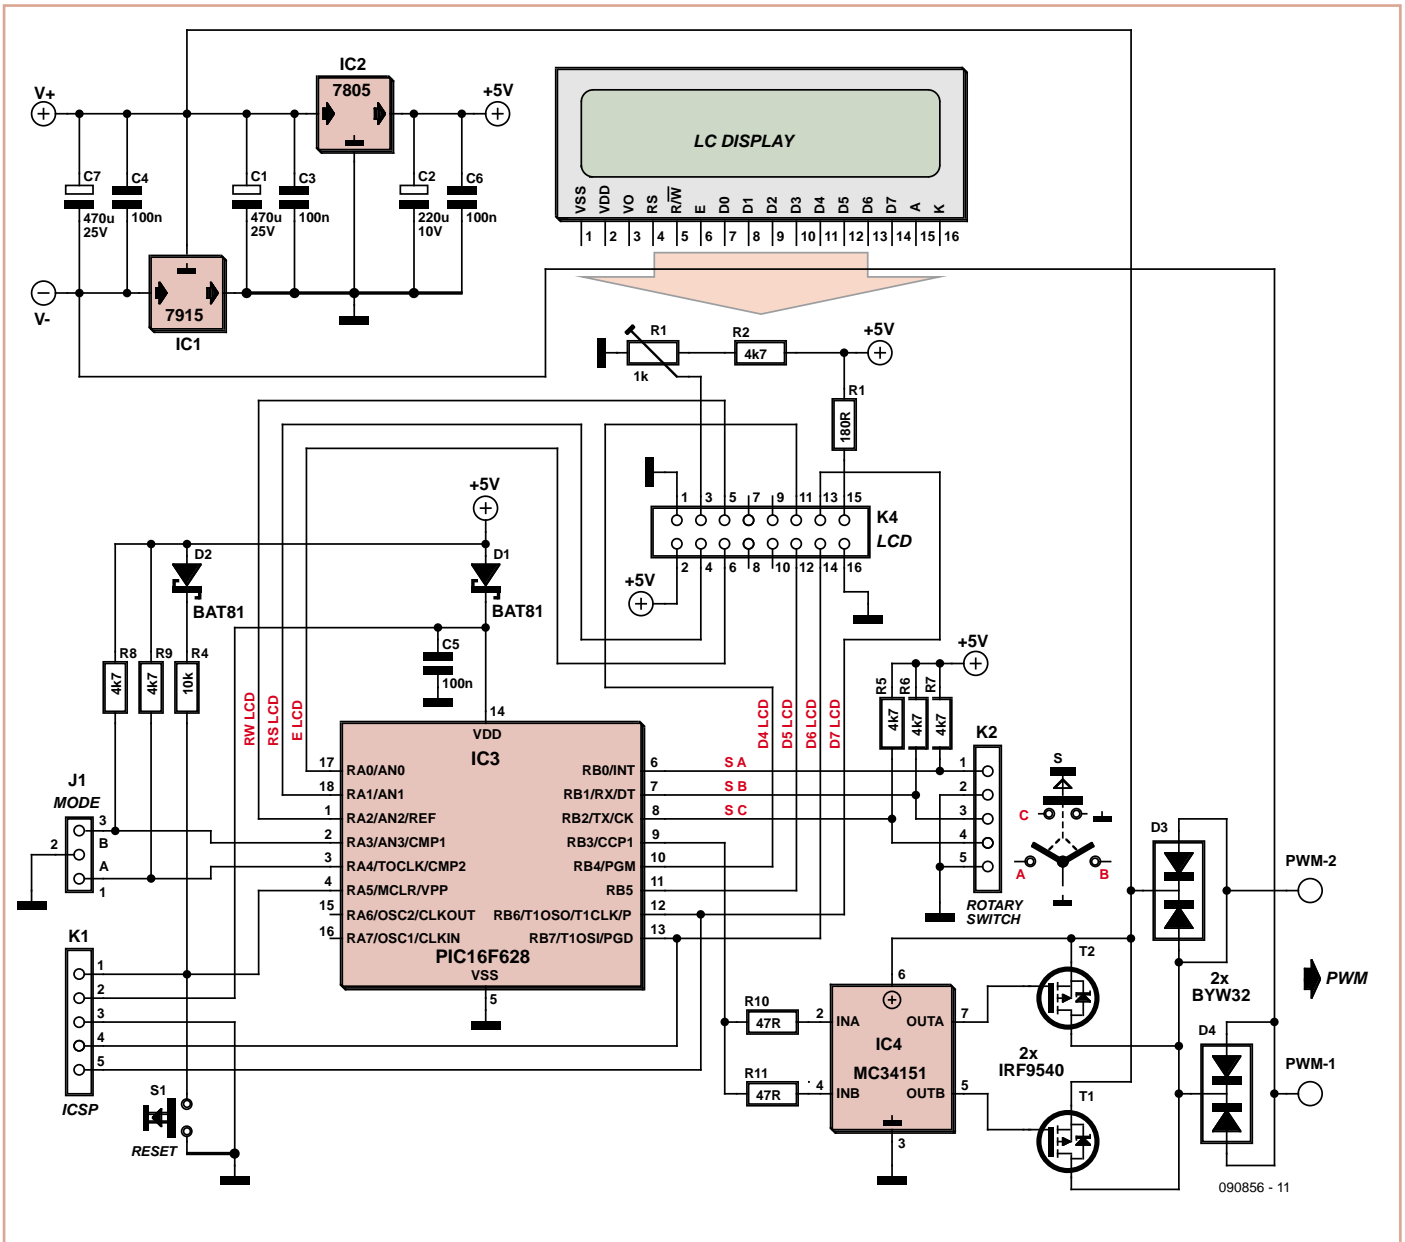 IC2
7805
V+
+5V
C7
470u
25V
C4
100n
C1
470u
25V
C3
100n
C2
220u
10V
C6
100n
V-
7915
IC1
LC DISPLAY
VSS VDD VO RS R/W E D0 D1 D2 D3 D4 D5 D6 D7 A K
1 2 3 4 5 6 7 8 9 10 11 12 13 14 15 16
R1
1k
R2
4k7
+5V
R1
180R
1 3 5 7 9 11 13 15
K4
LCD
2 4 6 8 10 12 14 16
+5V
+5V
D2
BAT81
D1
BAT81
R8
4k7
R9
4k7
R4
10k
C5
100n
RW LCD
RS LCD
E LCD
D4 LCD
D5 LCD
D6 LCD
D7 LCD
+5V
R5
4k7
R6
4k7
R7
4k7
J1
MODE
3
B
2
A
1
14
VDD
IC3
17 RA0/AN0
18 RA1/AN1
1 RA2/AN2/REF
2 RA3/AN3/CMP1
3 RA4/TOCLK/CMP2
4 RA5/MCLR/VPP
15 RA6/OSC2/CLKOUT
16 RA7/OSC1/CLKIN
RB0/INT 6
RB1/RX/DT 7
RB2/TX/CK 8
RB3/CCP1 9
RB4/PGM 10
RB5 11
RB6/T1OSO/T1CLK/P 12
RB7/T1OSI/PGD 13
PIC16F628
VSS
5
S A
S B
S C
K2
1
2
3
4
5
ROTARY
SWITCH
S
C
A
B
K1
1
2
3
4
5
ICSP
S1
RESET
R10
47R
R11
47R
6
2 INA
OUTA 7
IC4
MC34151
4 INB
OUTB 5
3
T2
2x
IRF9540
T1
D3
2x
BYW32
D4
PWM-2
PWM
PWM-1
090856 - 11